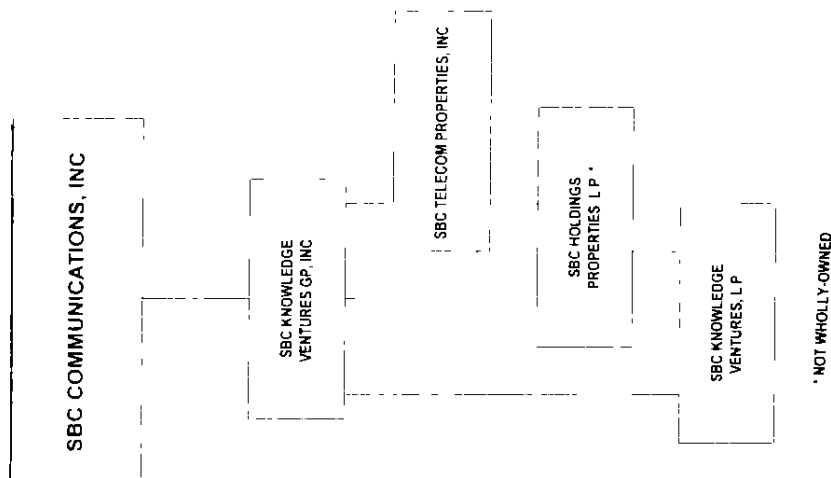 SBC COMMUNICATIONS, INC
SBC KNOWLEDGE
VENTURES GP, INC
SBC TELECOM PROPERTIES, INC
SBC HOLDINGS
PROPERTIES L P *
SBC KNOWLEDGE
VENTURES, L P
* NOT WHOLLY-OWNED